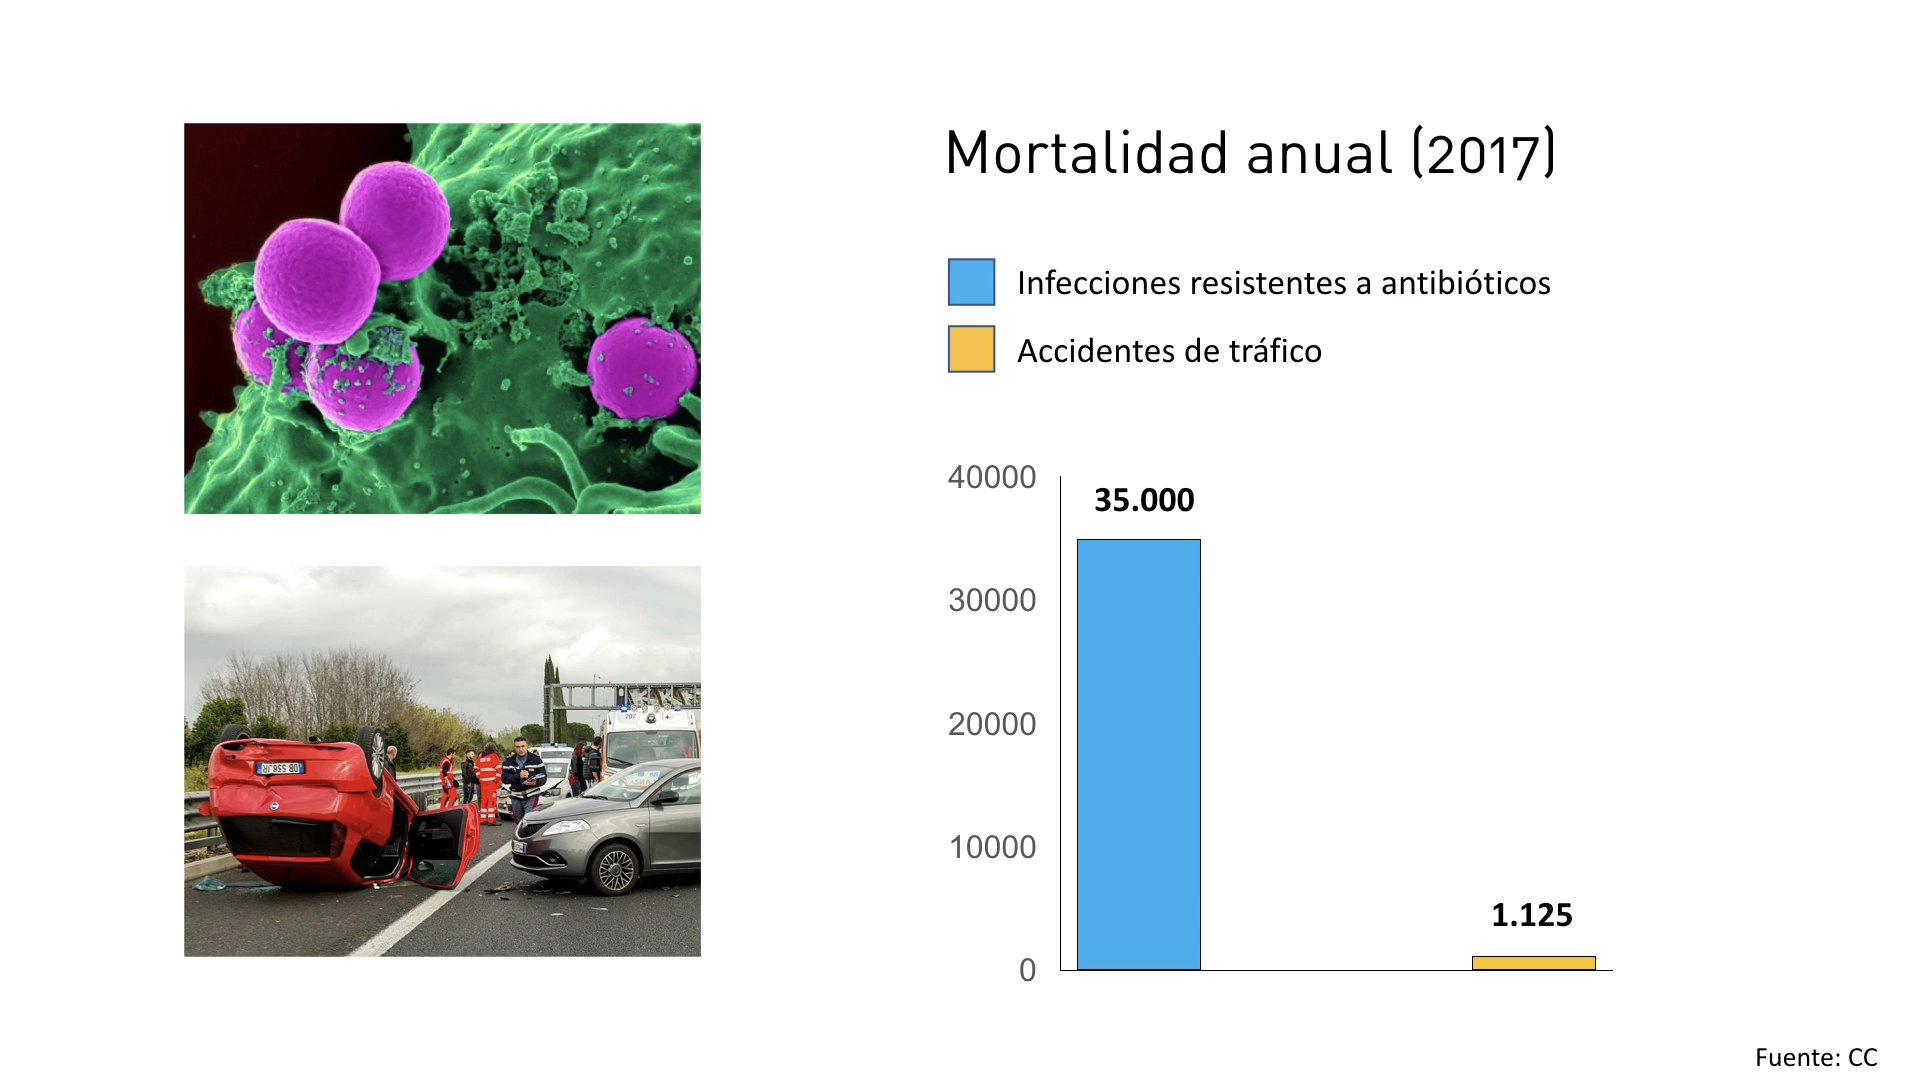 Mortalidad anual (2017)
Infecciones resistentes a antibióticos
Accidentes de tráfico
40000
35.000
30000
20000
10000
1.125
0
707
Fuente: CC